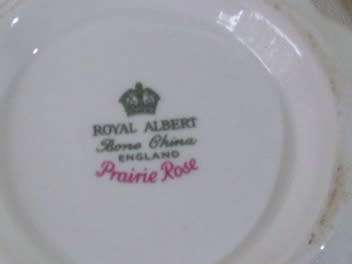 ROYAL ALBERT
Bone China
ENGLAND
Prairie Rose